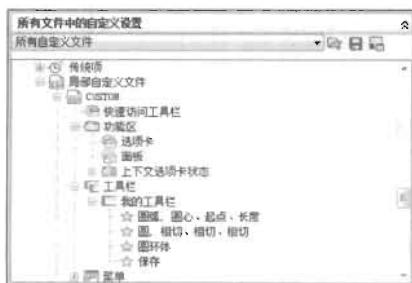 所有文件中的自定义设置
所有自定义文件
传统项
局部自定义文件
CUSTOM
快速访问工具栏
功能区
选项卡
面板
上下文选项卡状态
工具栏
我的工具栏
圆弧，圆心、起点、长度
圆，相切、相切、相切
圆环体
保存
菜单